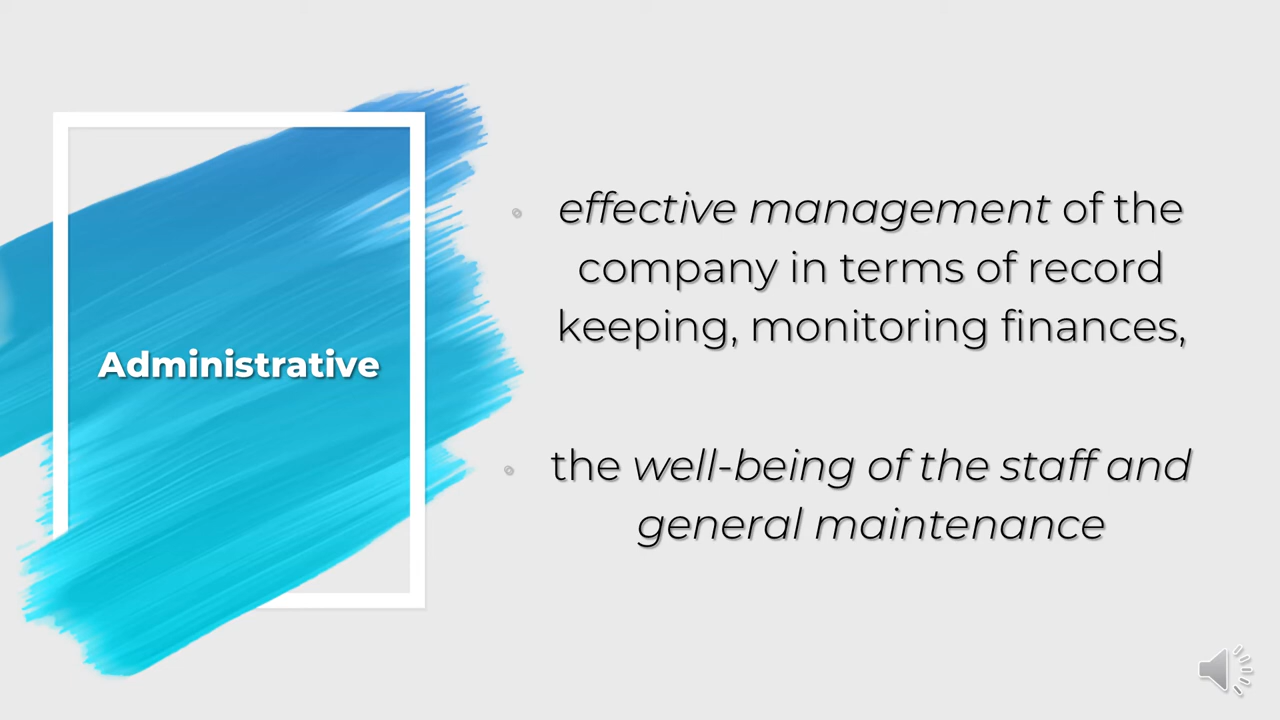 Administrative
effective management of the
company in terms of record
keeping, monitoring finances,
the well-being of the staff and
general maintenance